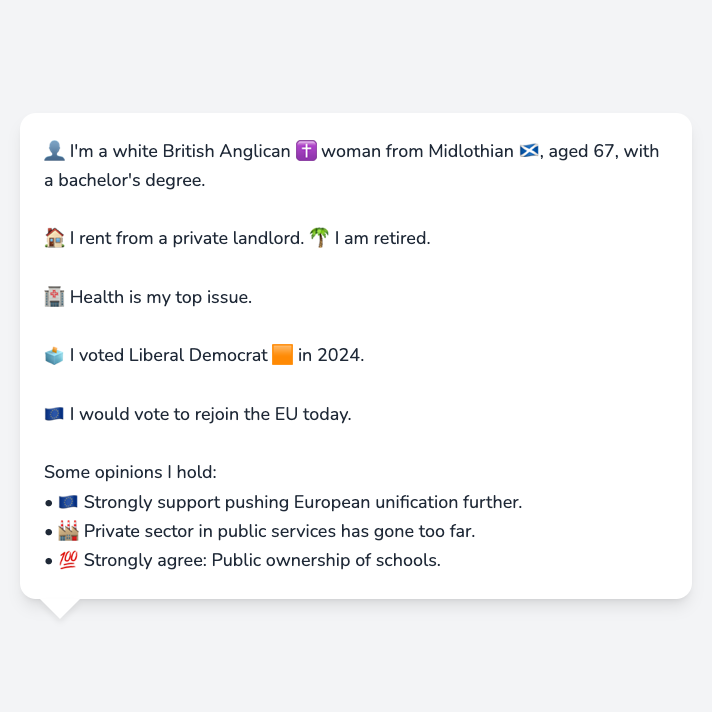 👤 I'm a white British Anglican ✝️ woman from Midlothian 🏴󠁧󠁢󠁳󠁣󠁴󠁿, aged 67, with
a bachelor's degree.
🏠 I rent from a private landlord. 🌴 I am retired.
🏥 Health is my top issue.
🗳️ I voted Liberal Democrat 🟧 in 2024.
🇪🇺 I would vote to rejoin the EU today.
Some opinions I hold:
• 🇪🇺 Strongly support pushing European unification further.
• 🏭 Private sector in public services has gone too far.
• 💯 Strongly agree: Public ownership of schools.